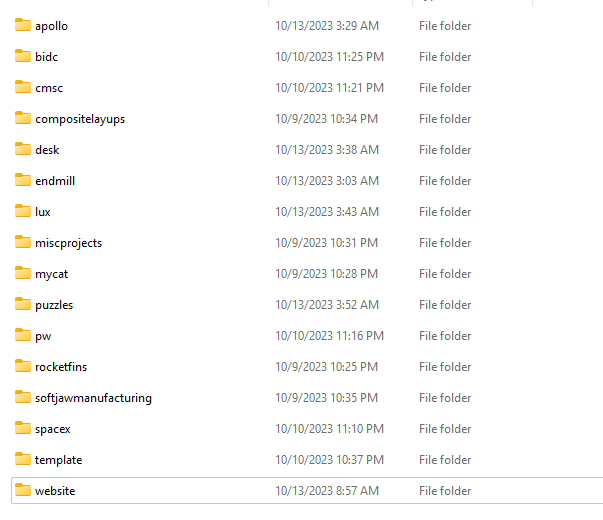 apollo 10/13/2023 3:29 AM File folder
bidc 10/10/2023 11:25 PM File folder
cmsc 10/10/2023 11:21 PM File folder
compositelayups 10/9/2023 10:34 PM File folder
desk 10/13/2023 3:38 AM File folder
endmill 10/13/2023 3:03 AM File folder
lux 10/13/2023 3:43 AM File folder
miscprojects 10/9/2023 10:31 PM File folder
mycat 10/9/2023 10:28 PM File folder
puzzles 10/13/2023 3:52 AM File folder
pw 10/10/2023 11:16 PM File folder
rocketfins 10/9/2023 10:25 PM File folder
softjawmanufacturing 10/9/2023 10:35 PM File folder
spacex 10/10/2023 11:10 PM File folder
template 10/10/2023 10:37 PM File folder
website 10/13/2023 8:57 AM File folder